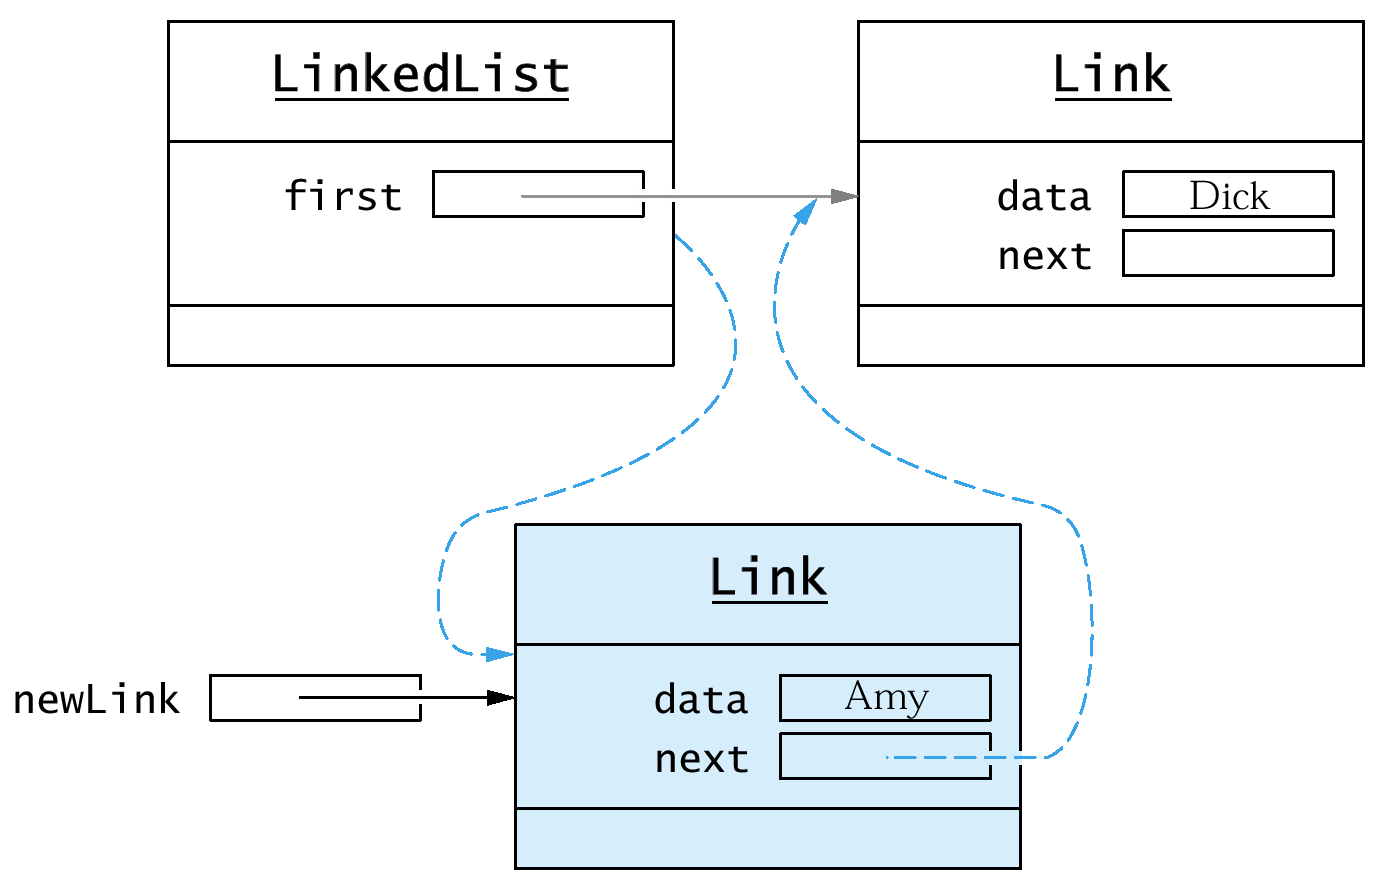 LinkedList
first
Link
data Dick
next
Link
newLink
data Amy
next